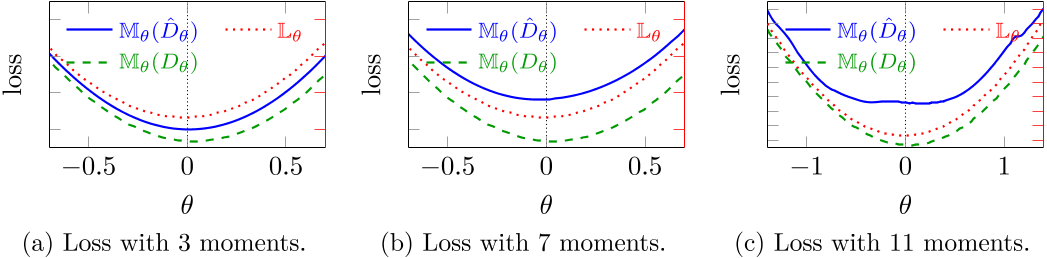 loss
𝕄θ(D̂θ) 𝕃θ
𝕄θ(Dθ)
−0.5 0 0.5
θ
(a) Loss with 3 moments.
loss
𝕄θ(D̂θ) 𝕃θ
𝕄θ(Dθ)
−0.5 0 0.5
θ
(b) Loss with 7 moments.
loss
𝕄θ(D̂θ) 𝕃θ
𝕄θ(Dθ)
−1 0 1
θ
(c) Loss with 11 moments.